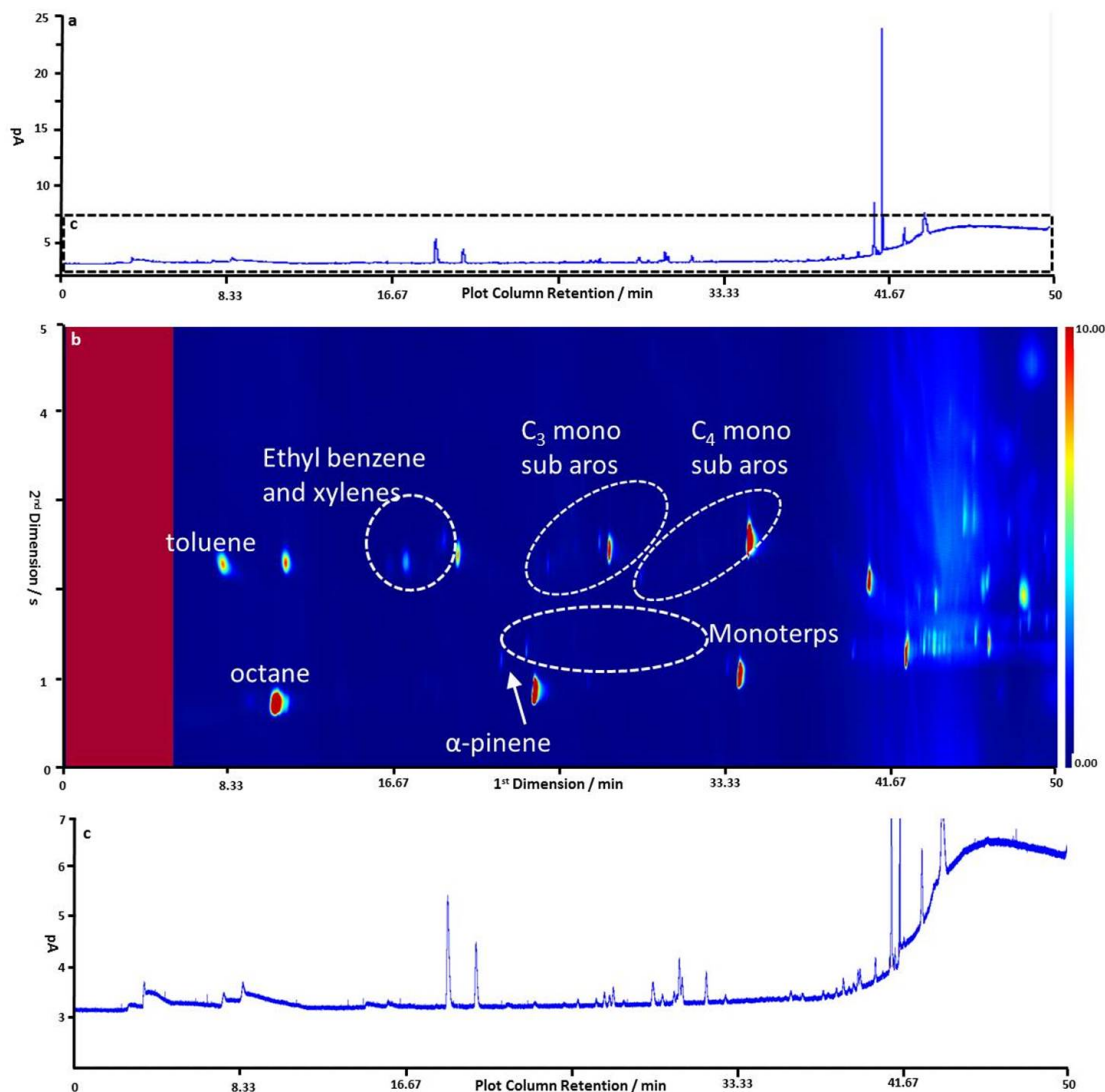 a
25
20
15
10
5
pA
c
0
8.33
16.67
Plot Column Retention / min
33.33
41.67
50
b
5
4
1
0
2nd Dimension / s
Ethyl benzene
and xylenes
C3 mono
sub aros
C4 mono
sub aros
toluene
octane
α-pinene
Monoterps
10.00
0.00
0
8.33
16.67
1st Dimension / min
33.33
41.67
50
c
7
6
5
4
3
pA
0
8.33
16.67
Plot Column Retention / min
33.33
41.67
50